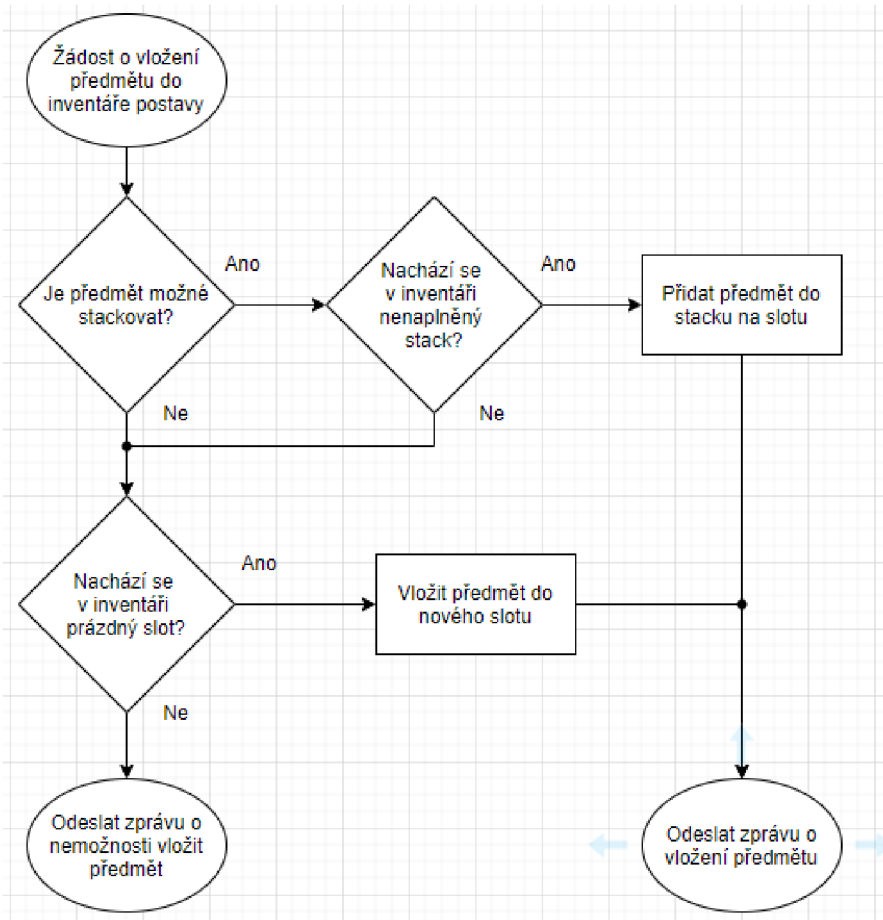 Žádost o vložení
předmětu do
inventáře postavy
Je předmět možné
stackovat?
Ano
Nachází se
v inventáři
nenaplněný
stack?
Ano
Přidat předmět do
stacku na slotu
Ne
Ne
Nachází se
v inventáři
prázdný slot?
Ano
Vložit předmět do
nového slotu
Ne
Odeslat zprávu o
nemožnosti vložit
předmět
Odeslat zprávu o
vložení předmětu